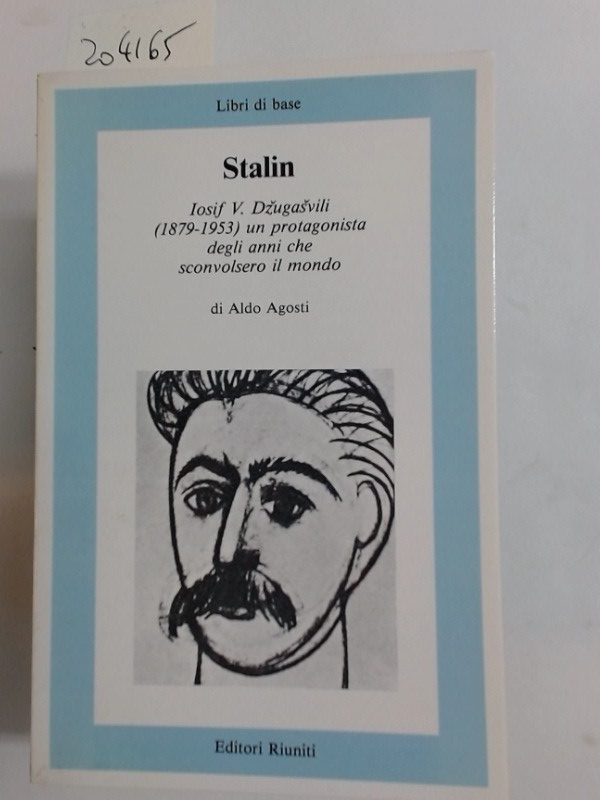 204165
Libri di base
Stalin
Iosif V. Džugašvili
(1879-1953) un protagonista
degli anni che
sconvolsero il mondo
di Aldo Agosti
Editori Riuniti